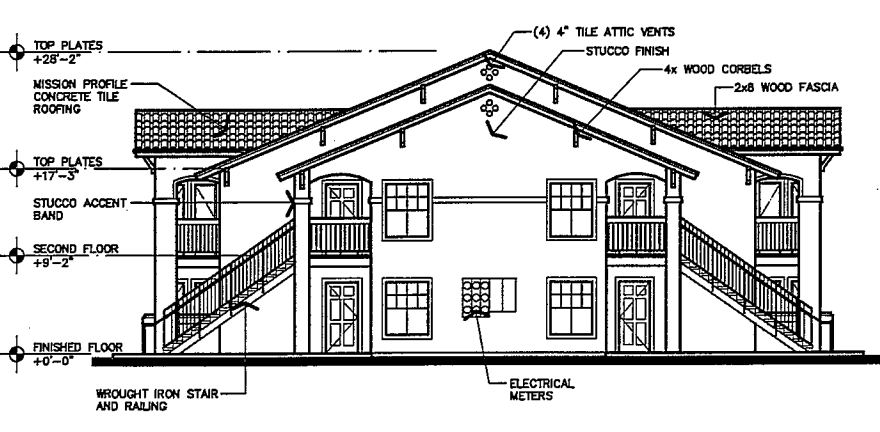 (4) 4" TILE ATTIC VENTS
TOP PLATES
+28'-2"
STUCCO FINISH
4x WOOD CORBELS
MISSION PROFILE
CONCRETE TILE
ROOFING
2x8 WOOD FASCIA
TOP PLATES
+17'-3"
STUCCO ACCENT
BAND
SECOND FLOOR
+9'-2"
FINISHED FLOOR
+0'-0"
WROUGHT IRON STAIR
AND RAILING
ELECTRICAL
METERS